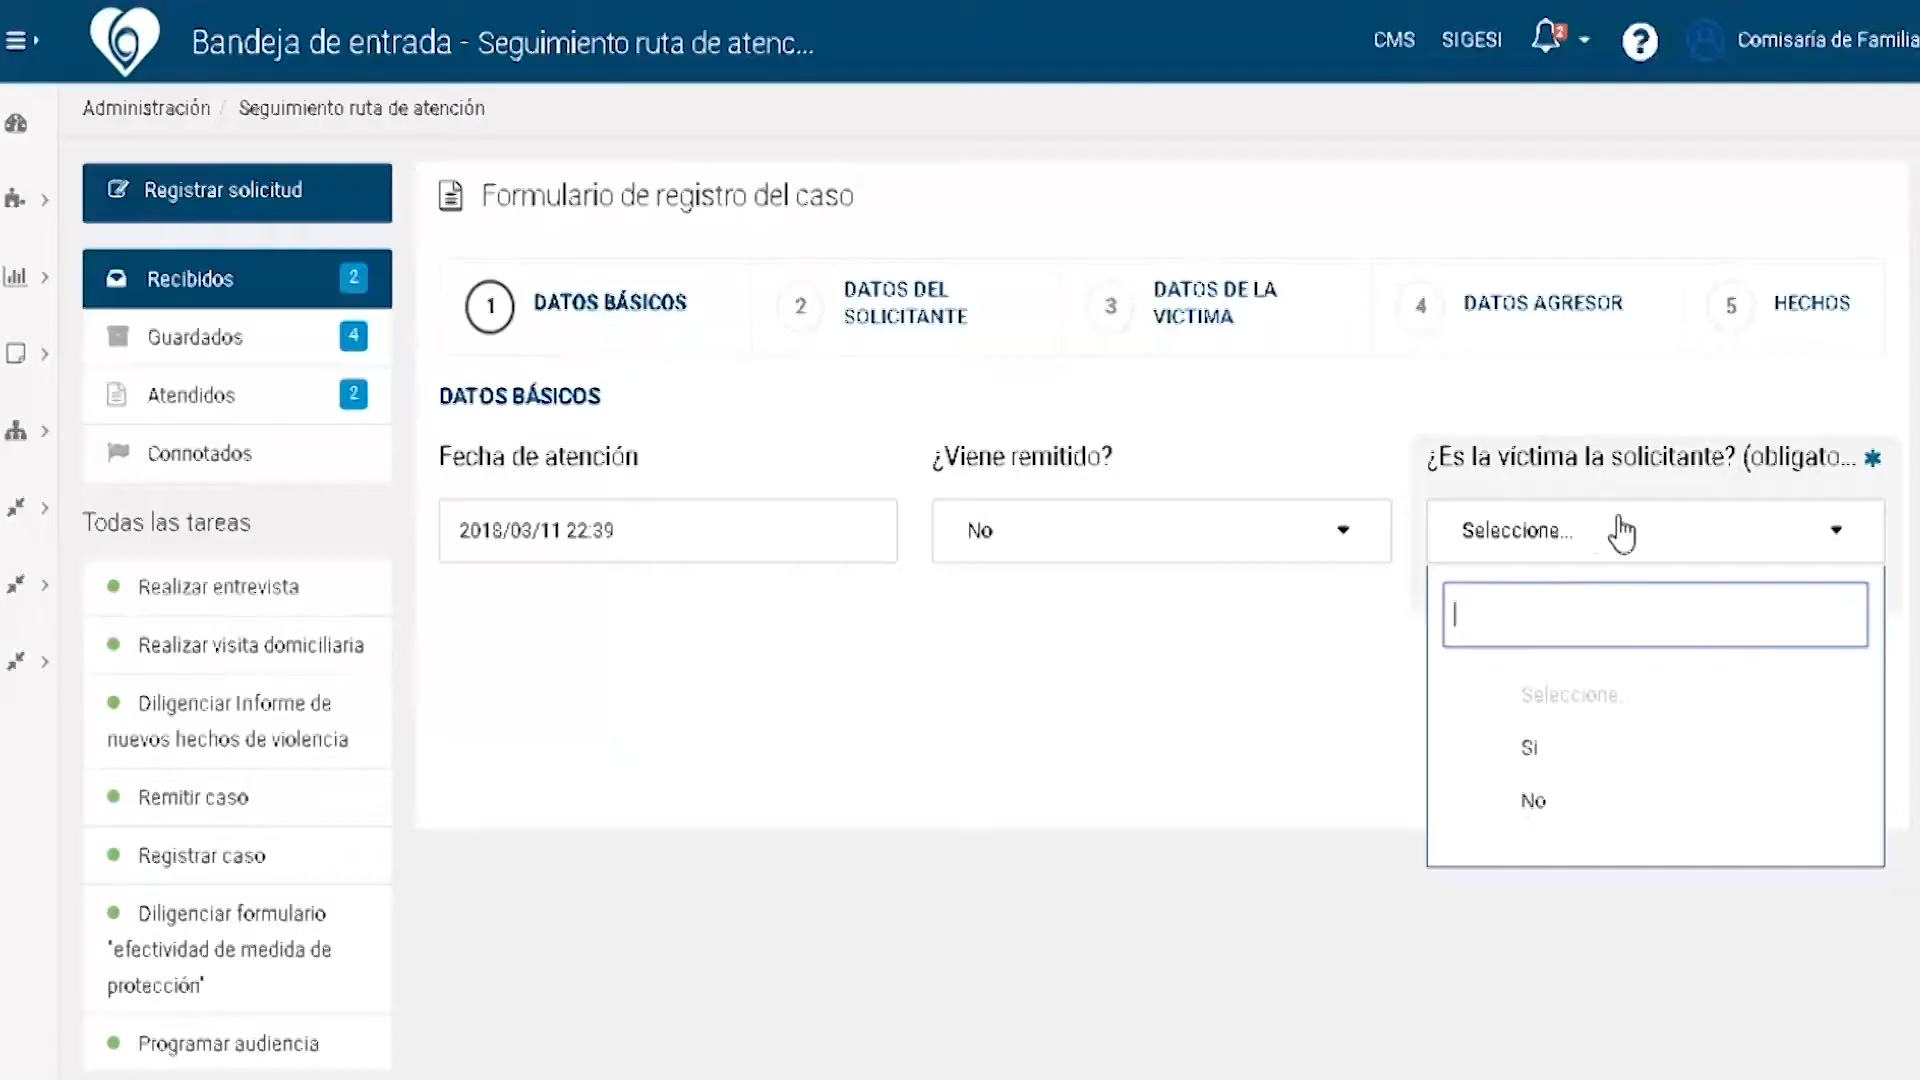 Bandeja de entrada - Seguimiento ruta de atenc...
CMS SIGESI 2 ? Comisaría de Familia
Administración / Seguimiento ruta de atención
Registrar solicitud
Recibidos 2
Guardados 4
Atendidos 2
Connotados
Todas las tareas
Realizar entrevista
Realizar visita domiciliaria
Diligenciar Informe de
nuevos hechos de violencia
Remitir caso
Registrar caso
Diligenciar formulario
"efectividad de medida de
protección"
Programar audiencia
Formulario de registro del caso
1 DATOS BÁSICOS
2 DATOS DEL
SOLICITANTE
3 DATOS DE LA
VICTIMA
4 DATOS AGRESOR
5 HECHOS
DATOS BÁSICOS
Fecha de atención
2018/03/11 22:39
¿Viene remitido?
No
¿Es la víctima la solicitante? (obligato... *
Seleccione...
Seleccione.
Si
No